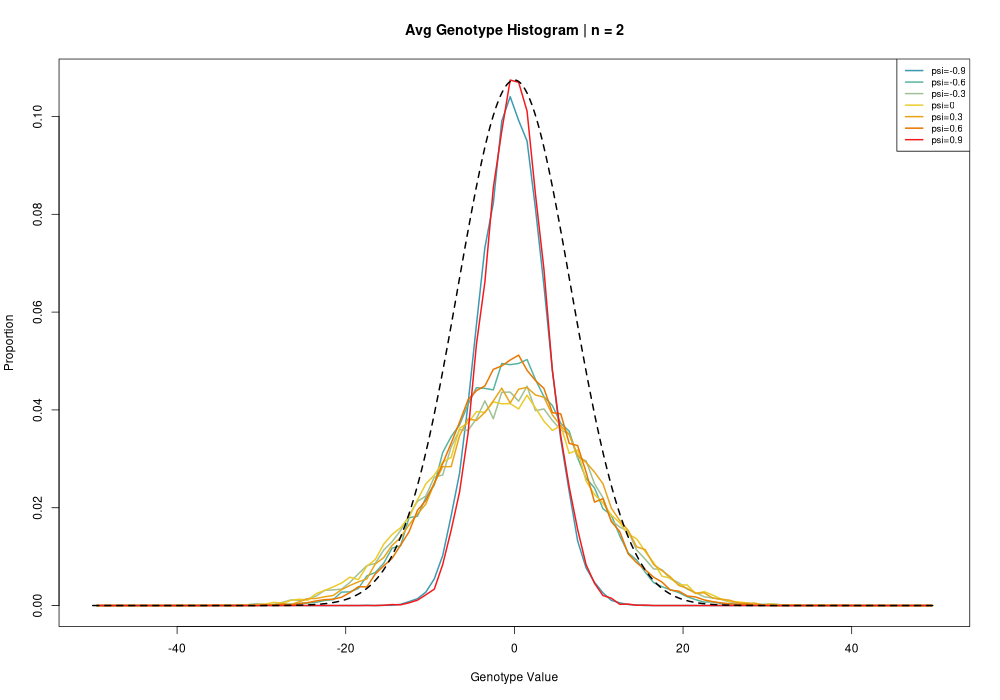 Avg Genotype Histogram | n = 2
psi=-0.9
psi=-0.6
psi=-0.3
psi=0
psi=0.3
psi=0.6
psi=0.9
Proportion
0.10
0.08
0.06
0.04
0.02
0.00
-40 -20 0 20 40
Genotype Value